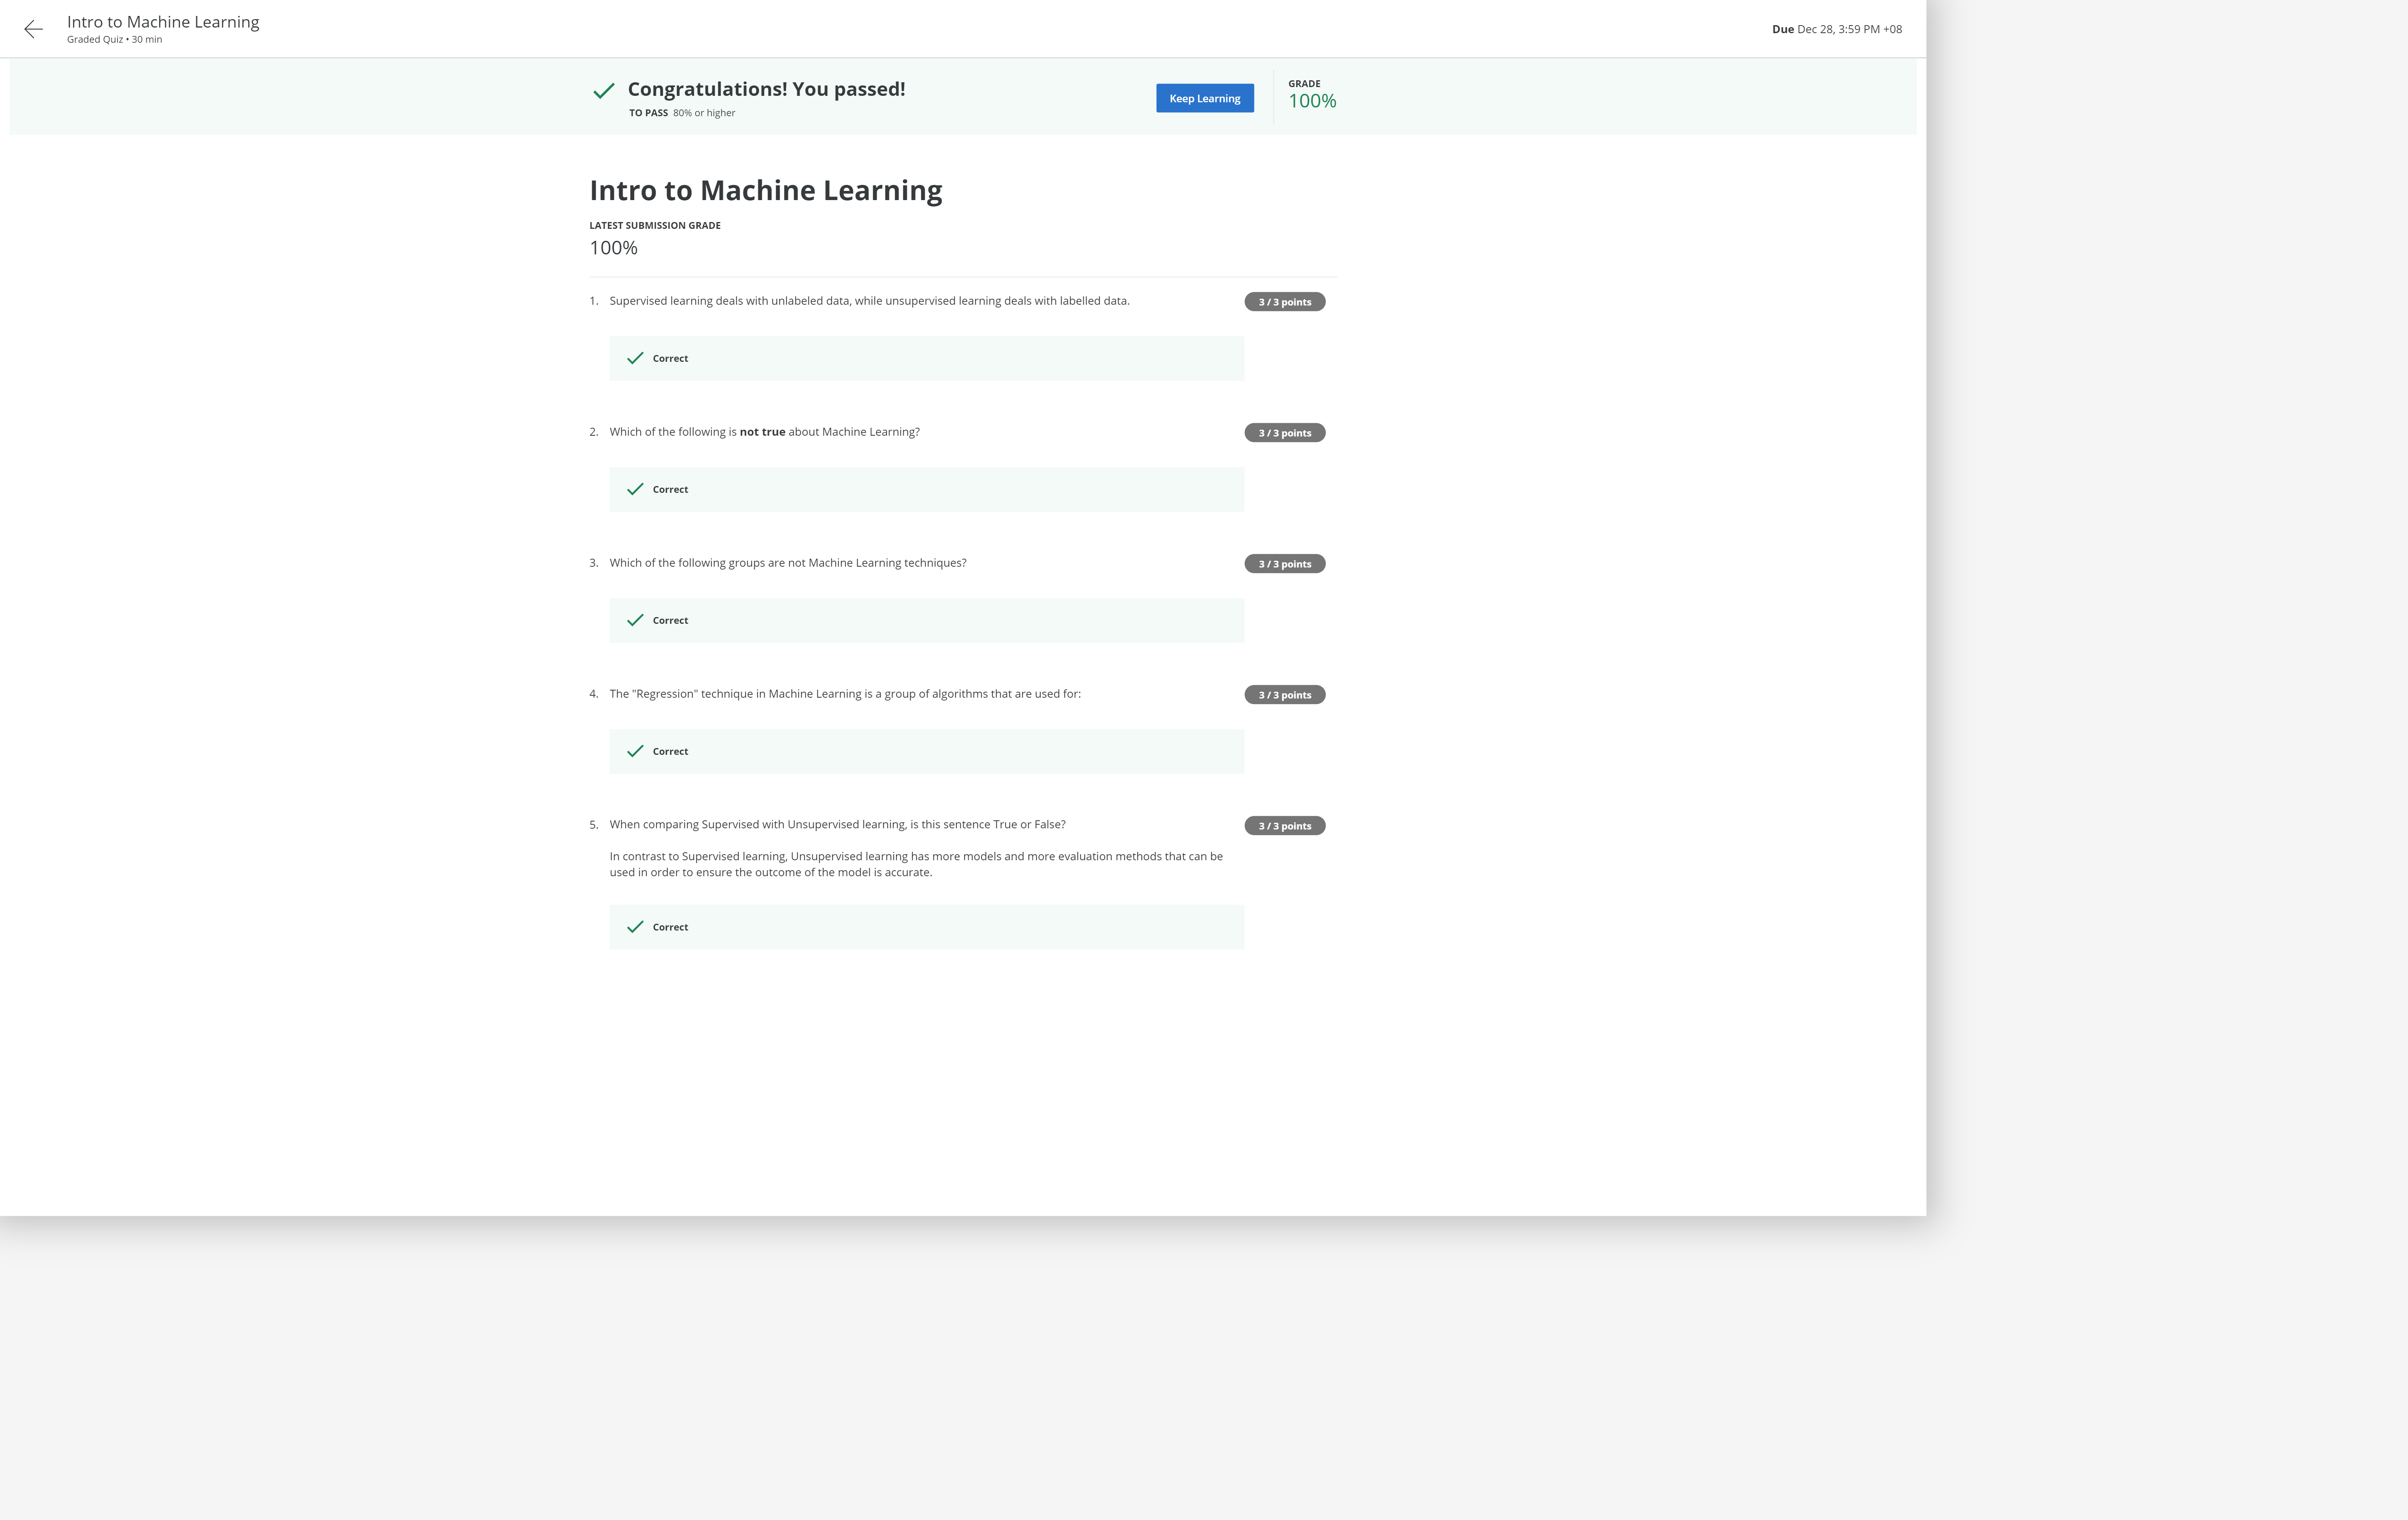 Intro to Machine Learning
Graded Quiz • 30 min
Due Dec 28, 3:59 PM +08
Congratulations! You passed!
TO PASS 80% or higher
Keep Learning
GRADE
100%
Intro to Machine Learning
LATEST SUBMISSION GRADE
100%
1. Supervised learning deals with unlabeled data, while unsupervised learning deals with labelled data.
3 / 3 points
Correct
2. Which of the following is not true about Machine Learning?
3 / 3 points
Correct
3. Which of the following groups are not Machine Learning techniques?
3 / 3 points
Correct
4. The "Regression" technique in Machine Learning is a group of algorithms that are used for:
3 / 3 points
Correct
5. When comparing Supervised with Unsupervised learning, is this sentence True or False?
3 / 3 points
In contrast to Supervised learning, Unsupervised learning has more models and more evaluation methods that can be
used in order to ensure the outcome of the model is accurate.
Correct